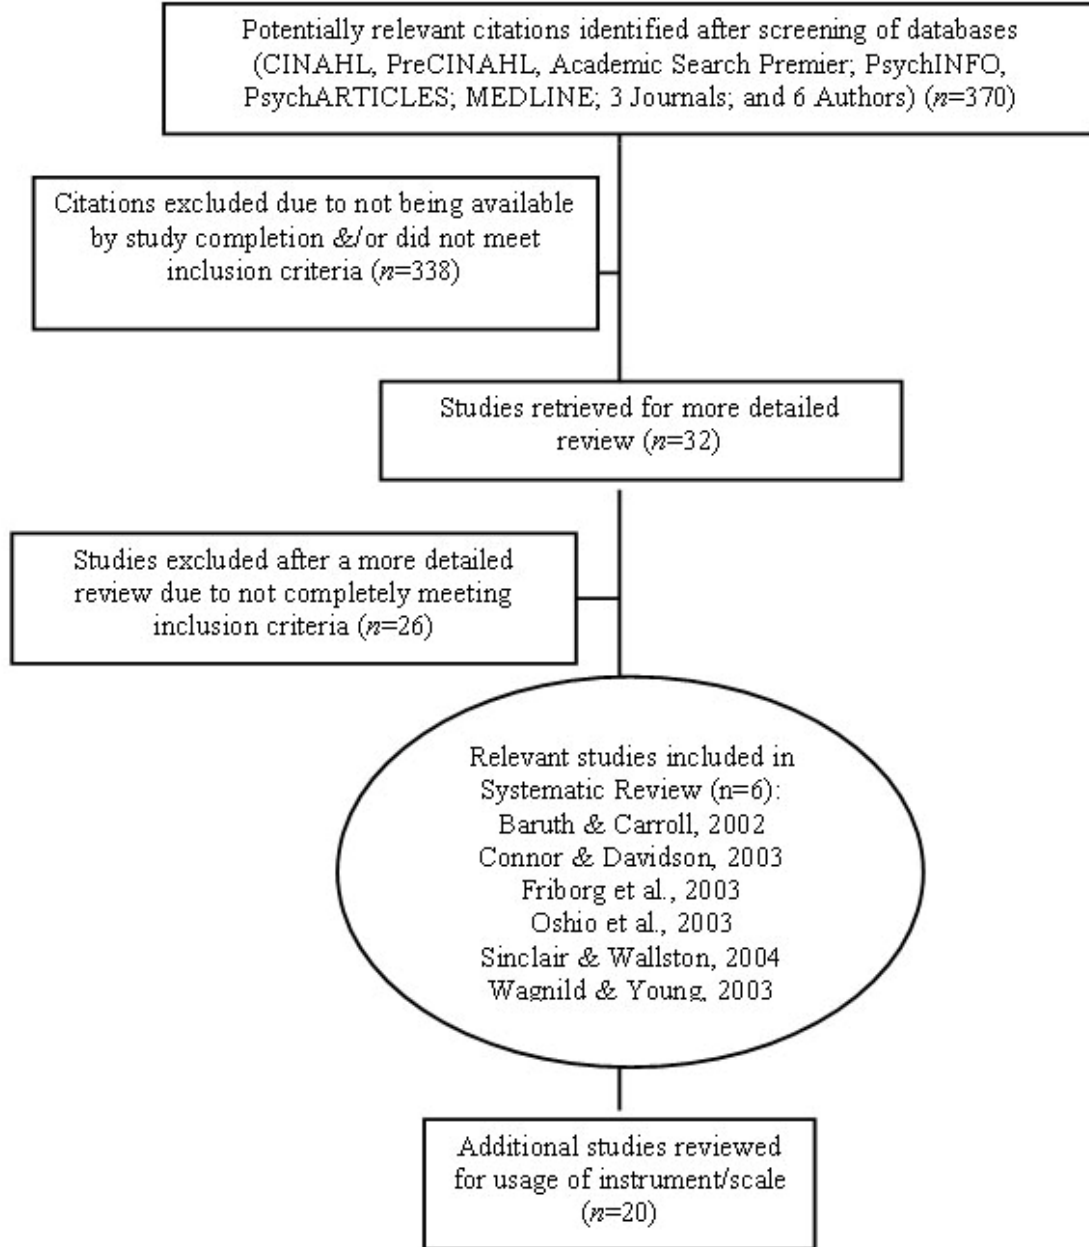 Potentially relevant citations identified after screening of databases
(CINAHL, PreCINAHL, Academic Search Premier; PsychINFO,
PsychARTICLES; MEDLINE; 3 Journals; and 6 Authors) (n=370)
Citations excluded due to not being available
by study completion &/or did not meet
inclusion criteria (n=338)
Studies retrieved for more detailed
review (n=32)
Studies excluded after a more detailed
review due to not completely meeting
inclusion criteria (n=26)
Relevant studies included in
Systematic Review (n=6):
Baruth & Carroll, 2002
Connor & Davidson, 2003
Friborg et al., 2003
Oshio et al., 2003
Sinclair & Wallston, 2004
Wagnild & Young, 2003
Additional studies reviewed
for usage of instrument/scale
(n=20)